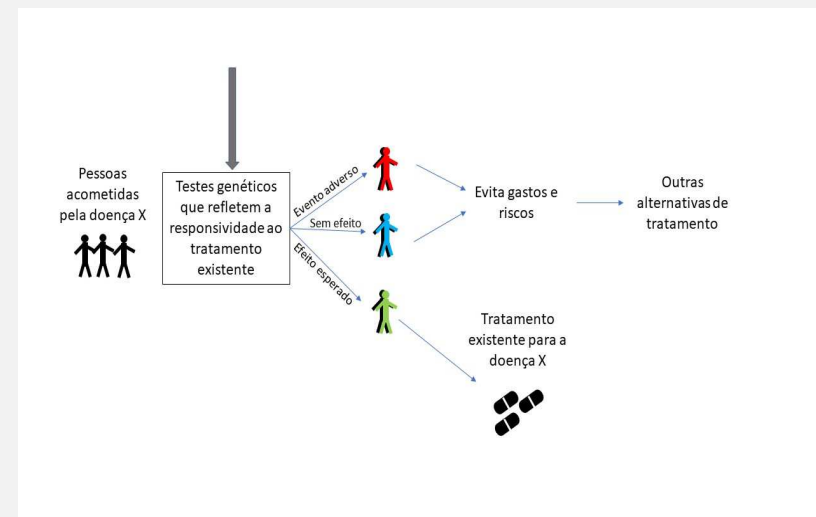 Pessoas
acometidas
pela doença X
Testes genéticos
que refletem a
responsividade ao
tratamento
existente
Evento adverso
Sem efeito
Efeito esperado
Evita gastos e
riscos
Outras
alternativas de
tratamento
Tratamento
existente para a
doença X